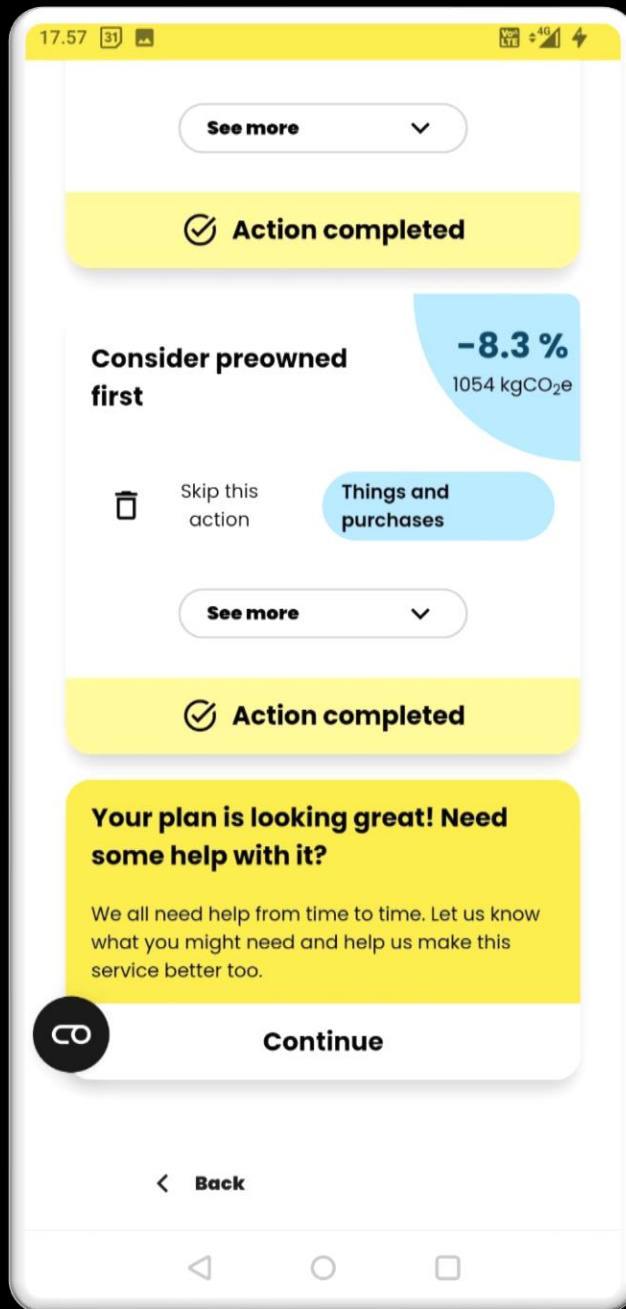 17.57 31 Vo)) LTE 4G
See more
Action completed
Consider preowned
first
-8.3 %
1054 kgCO₂e
Skip this
action
Things and
purchases
See more
Action completed
Your plan is looking great! Need
some help with it?
We all need help from time to time. Let us know
what you might need and help us make this
service better too.
Continue
Back